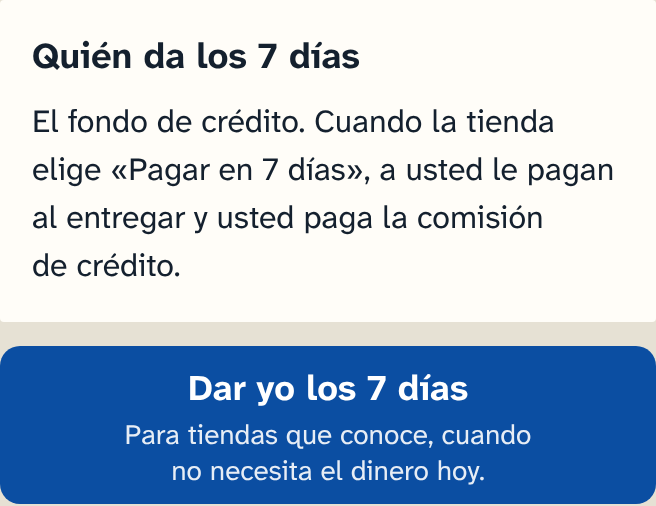 Quién da los 7 días
El fondo de crédito. Cuando la tienda
elige «Pagar en 7 días», a usted le pagan
al entregar y usted paga la comisión
de crédito.
Dar yo los 7 días
Para tiendas que conoce, cuando
no necesita el dinero hoy.